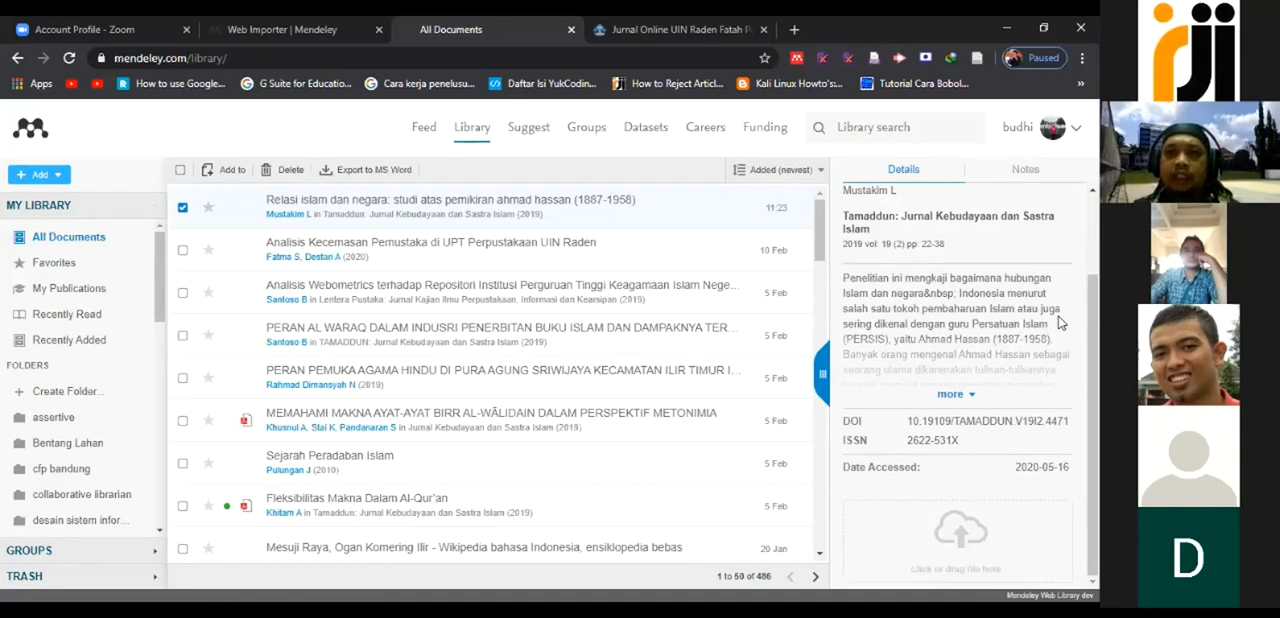 Account Profile - Zoom
Web Importer | Mendeley
All Documents
Jurnal Online UIN Raden Fatah P
mendeley.com/library/
Paused
Apps
How to use Google...
G Suite for Educatio...
Cara kerja penelusu...
Daftar Isi YukCodin...
How to Reject Articl...
Kali Linux Howto's...
Tutorial Cara Bobol...
»
Feed
Library
Suggest
Groups
Datasets
Careers
Funding
Library search
budhi
+ Add
Add to
Delete
Export to MS Word
Added (newest)
Details
Notes
MY LIBRARY
All Documents
Favorites
My Publications
Recently Read
Recently Added
FOLDERS
+ Create Folder...
assertive
Bentang Lahan
cfp bandung
collaborative librarian
desain sistem infor...
GROUPS
TRASH
Relasi islam dan negara: studi atas pemikiran ahmad hassan (1887-1958)
Mustakim L in Tamaddun: Jurnal Kebudayaan dan Sastra Islam (2019)
11:23
Analisis Kecemasan Pemustaka di UPT Perpustakaan UIN Raden
Fatma S, Destari A (2020)
10 Feb
Analisis Webometrics terhadap Repositori Institusi Perguruan Tinggi Keagamaan Islam Nege...
Santoso B in Lentera Pustaka: Jurnal Kajian Ilmu Perpustakaan, Informasi dan Kearsipan (2019)
5 Feb
PERAN AL WARAQ DALAM INDUSRI PENERBITAN BUKU ISLAM DAN DAMPAKNYA TER...
Santoso B in TAMADDUN: Jurnal Kebudayaan dan Sastra Islam (2019)
5 Feb
PERAN PEMUKA AGAMA HINDU DI PURA AGUNG SRIWIJAYA KECAMATAN ILIR TIMUR I...
Rahmad Dimansyah N (2019)
5 Feb
MEMAHAMI MAKNA AYAT-AYAT BIRR AL-WĀLIDAIN DALAM PERSPEKTIF METONIMIA
Khusnul A, Stai K, Pandanaran S in Jurnal Kebudayaan dan Sastra Islam (2019)
5 Feb
Sejarah Peradaban Islam
Pulungan J (2010)
5 Feb
Fleksibilitas Makna Dalam Al-Qur'an
Khitam A in Tamaddun: Jurnal Kebudayaan dan Sastra Islam (2019)
5 Feb
Mesuji Raya, Ogan Komering Ilir - Wikipedia bahasa Indonesia, ensiklopedia bebas
20 Jan
1 to 50 of 486
Mustakim L
Tamaddun: Jurnal Kebudayaan dan Sastra
Islam
2019 vol: 19 (2) pp: 22-38
Penelitian ini mengkaji bagaimana hubungan
Islam dan negara&nbsp; Indonesia menurut
salah satu tokoh pembaharuan Islam atau juga
sering dikenal dengan guru Persatuan Islam
(PERSIS), yaitu Ahmad Hassan (1887-1958).
Banyak orang mengenal Ahmad Hassan sebagai
seorang ulama dikarenakan tulisan-tulisannya
more
DOI 10.19109/TAMADDUN.V19I2.4471
ISSN 2622-531X
Date Accessed: 2020-05-16
Click or drag file here
Mendeley Web Library dev
rji
D